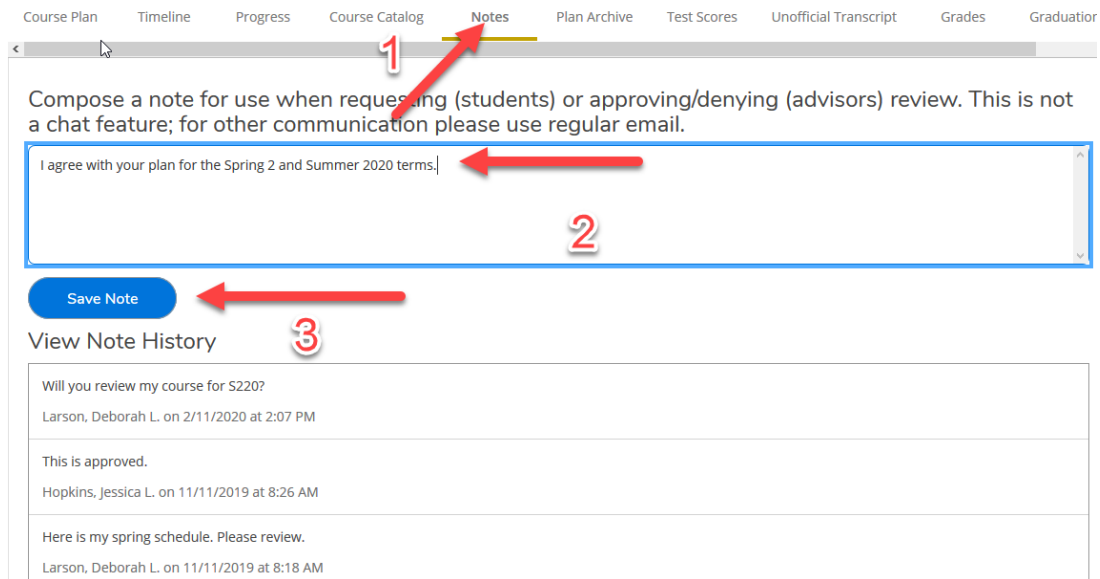 Course Plan Timeline Progress Course Catalog Notes Plan Archive Test Scores Unofficial Transcript Grades Graduation
1
Compose a note for use when requesting (students) or approving/denying (advisors) review. This is not
a chat feature; for other communication please use regular email.
I agree with your plan for the Spring 2 and Summer 2020 terms.
2
Save Note
3
View Note History
Will you review my course for S220?
Larson, Deborah L. on 2/11/2020 at 2:07 PM
This is approved.
Hopkins, Jessica L. on 11/11/2019 at 8:26 AM
Here is my spring schedule. Please review.
Larson, Deborah L. on 11/11/2019 at 8:18 AM